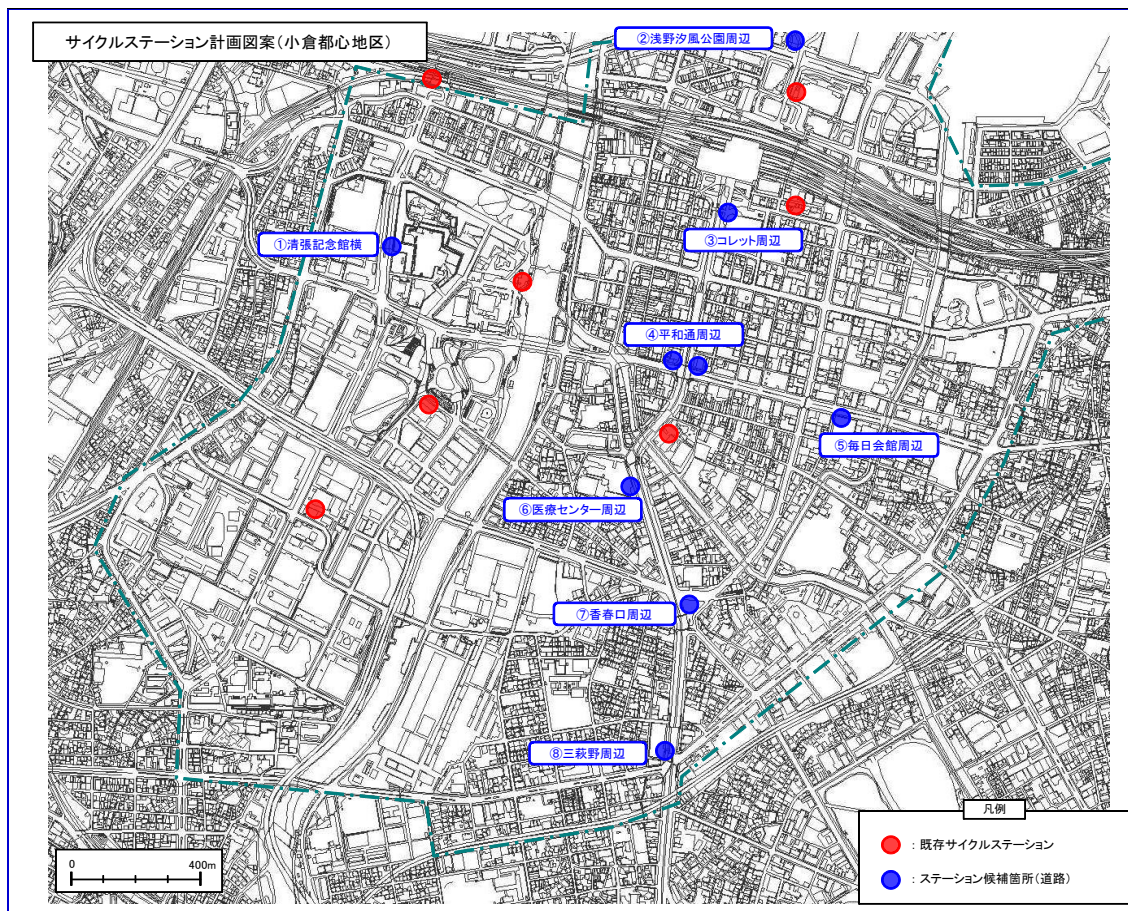 サイクルステーション計画図案(小倉都心地区)
②浅野汐風公園周辺
①清張記念館横
③コレット周辺
④平和通周辺
⑤毎日会館周辺
⑥医療センター周辺
⑦香春口周辺
⑧三萩野周辺
凡例
:既存サイクルステーション
:ステーション候補箇所(道路)
0 400m